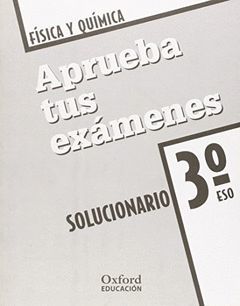 FÍSICA Y QUÍMICA
Aprueba
tus
exámenes
SOLUCIONARIO
3º
ESO
Oxford
EDUCACIÓN